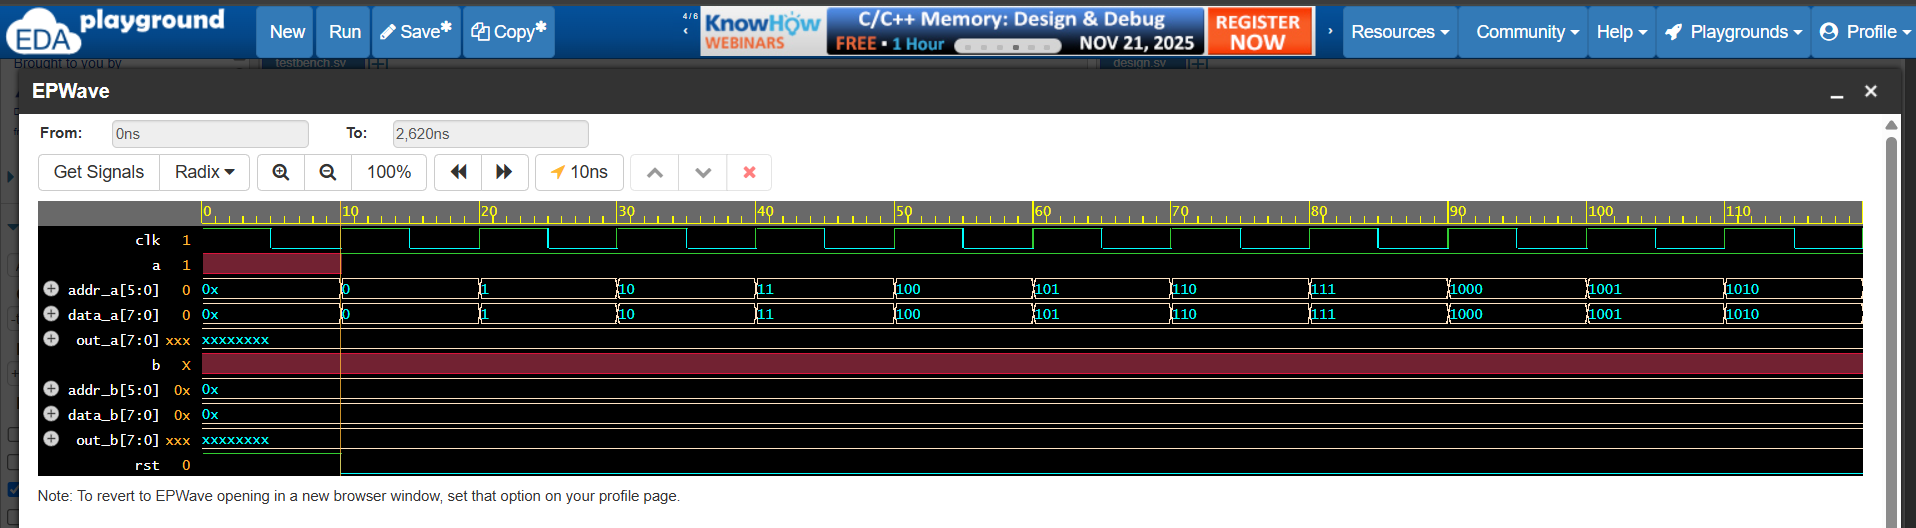 EDA playground
New
Run
Save*
Copy*
4/6
‹
KnowHow
WEBINARS
C/C++ Memory: Design & Debug
FREE • 1 Hour
NOV 21, 2025
REGISTER
NOW
›
Resources
Community
Help
Playgrounds
Profile
Brought to you by
testbench.sv
design.sv
EPWave
From:
0ns
To:
2,620ns
Get Signals
Radix
100%
10ns
0 10 20 30 40 50 60 70 80 90 100 110
clk 1
a 1
addr_a[5:0] 0 0x 0 1 10 11 100 101 110 111 1000 1001 1010
data_a[7:0] 0 0x 0 1 10 11 100 101 110 111 1000 1001 1010
out_a[7:0] xxx xxxxxxxx
b X
addr_b[5:0] 0x 0x
data_b[7:0] 0x 0x
out_b[7:0] xxx xxxxxxxx
rst 0
Note: To revert to EPWave opening in a new browser window, set that option on your profile page.